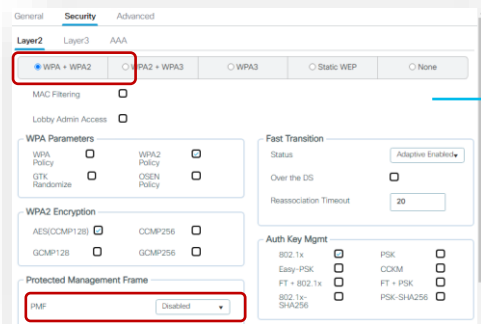 General Security Advanced
Layer2 Layer3 AAA
WPA + WPA2 WPA2 + WPA3 WPA3 Static WEP None
MAC Filtering
Lobby Admin Access
WPA Parameters
WPA Policy WPA2 Policy
GTK Randomize OSEN Policy
WPA2 Encryption
AES(CCMP128) CCMP256
GCMP128 GCMP256
Protected Management Frame
PMF Disabled
Fast Transition
Status Adaptive Enabled
Over the DS
Reassociation Timeout 20
Auth Key Mgmt
802.1x PSK
Easy-PSK CCKM
FT + 802.1x FT + PSK
802.1x-SHA256 PSK-SHA256